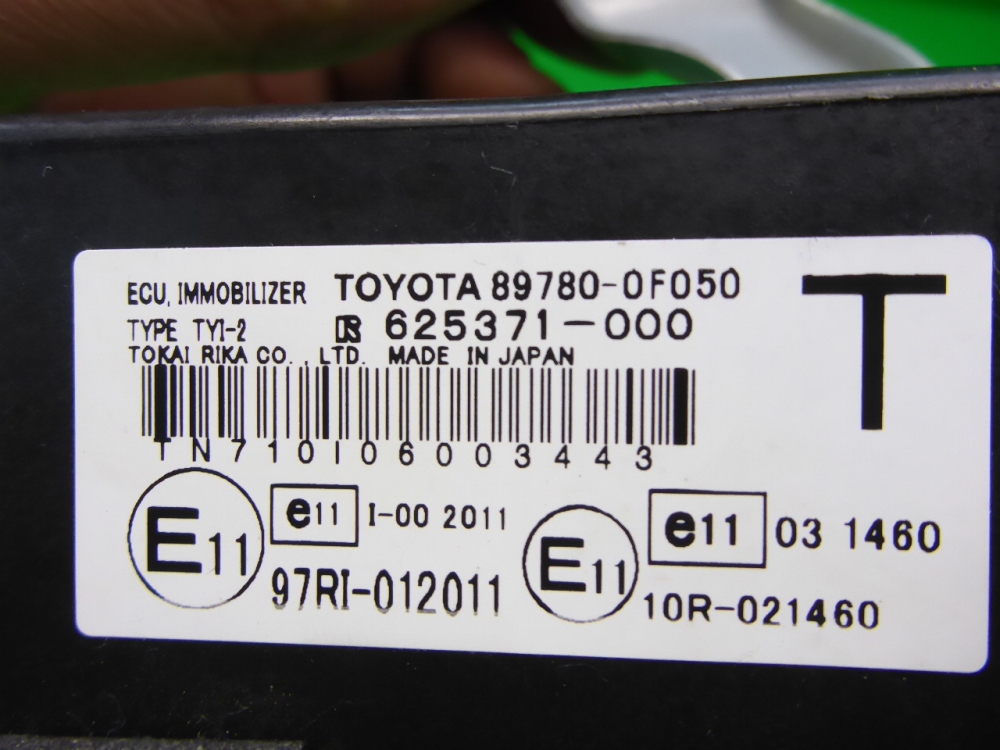 ECU, IMMOBILIZER TOYOTA 89780-0F050
TYPE TYI-2 625371-000
TOKAI RIKA CO., LTD. MADE IN JAPAN
T
TN710I06003443
E11 e11 I-00 2011
97RI-012011
E11 e11 03 1460
10R-021460